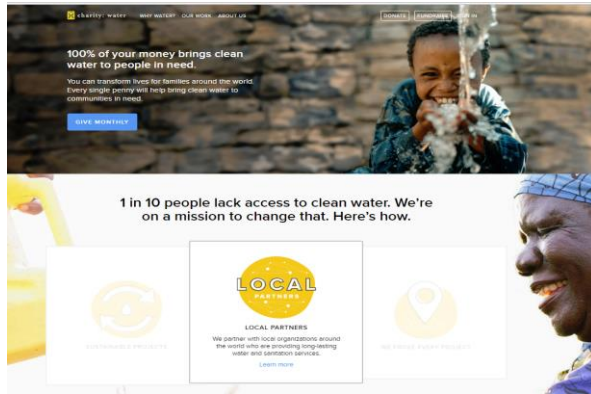 charity: water WHY WATER? OUR WORK ABOUT US DONATE FUNDRAISE SIGN IN
100% of your money brings clean
water to people in need.
You can transform lives for families around the world.
Every single penny will help bring clean water to
communities in need.
GIVE MONTHLY
1 in 10 people lack access to clean water. We're
on a mission to change that. Here's how.
LOCAL
PARTNERS
SUSTAINABLE PROJECTS
LOCAL PARTNERS
WE PROVE EVERY PROJECT
We partner with local organizations around
the world who are providing long-lasting
water and sanitation services.
Learn more